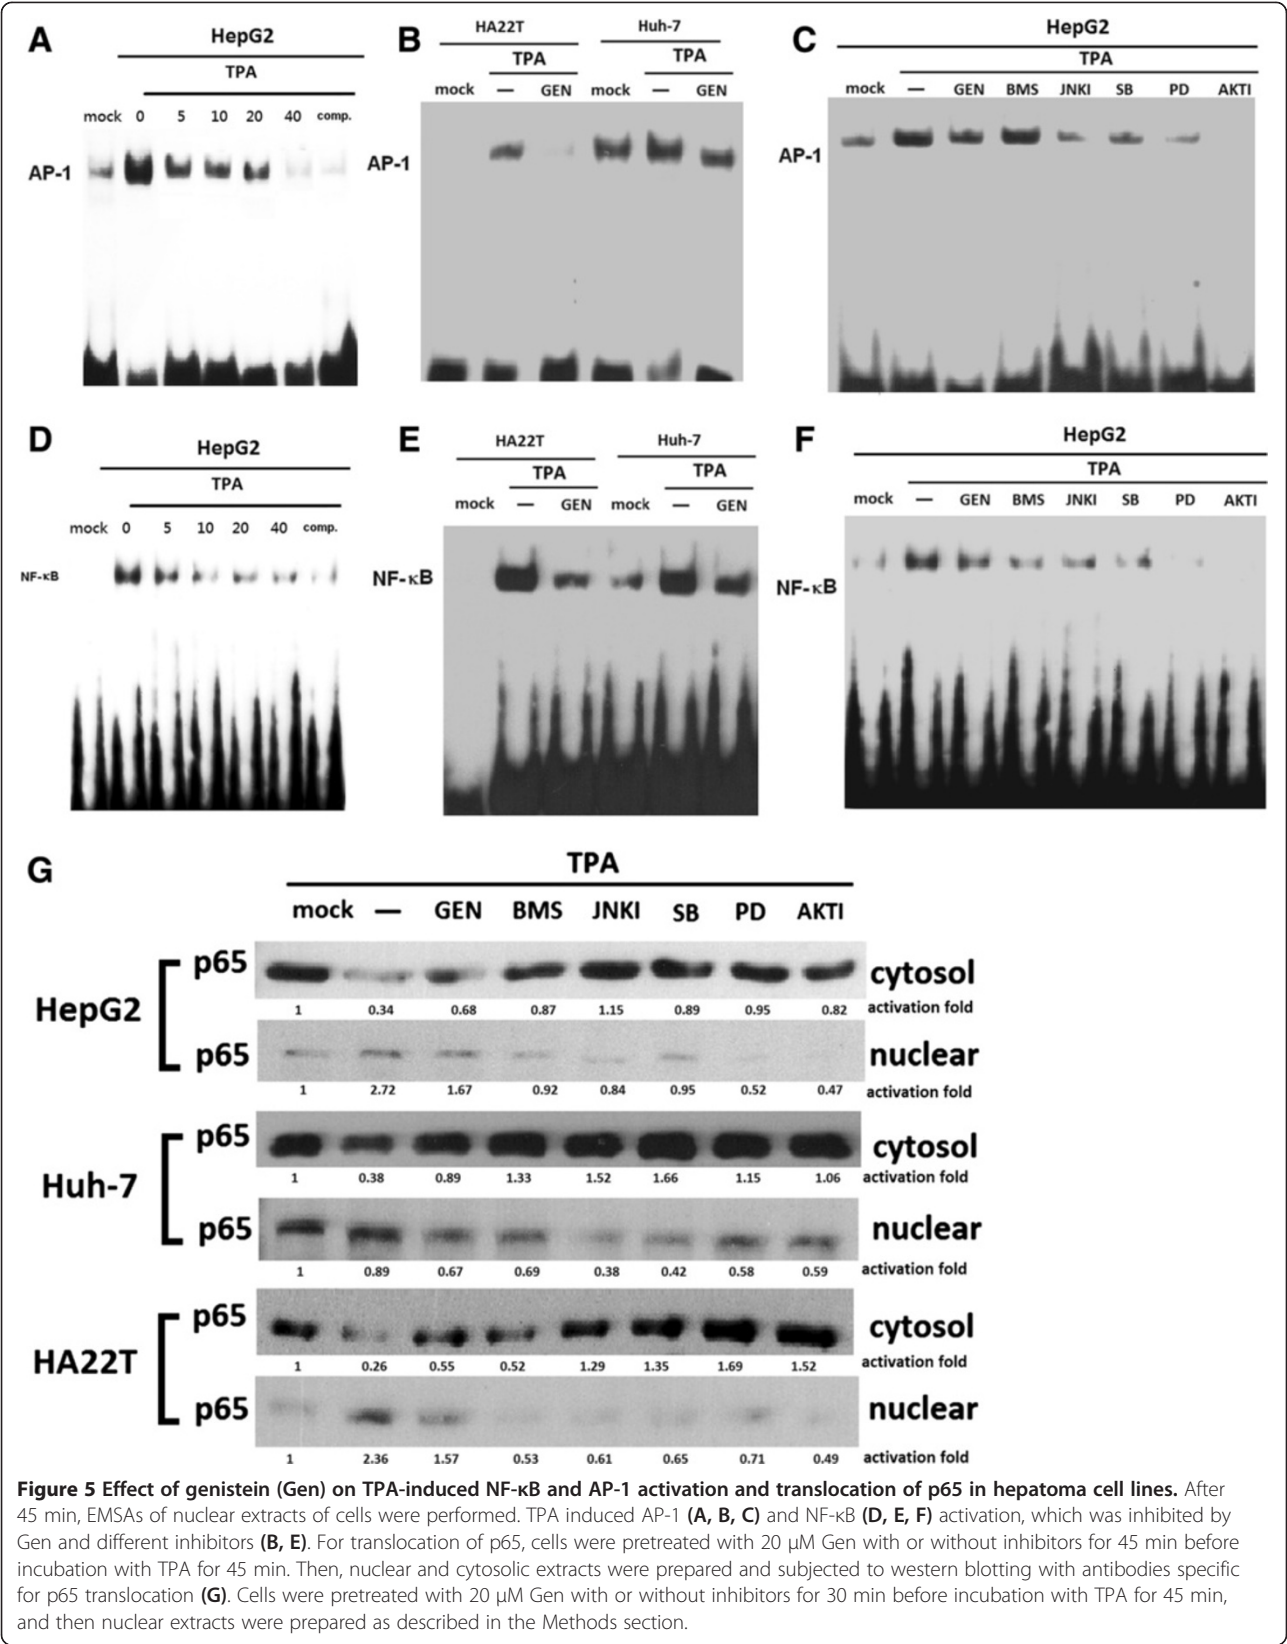 A
HepG2
TPA
mock 0 5 10 20 40 comp.
AP-1
B
HA22T Huh-7
TPA TPA
mock — GEN mock — GEN
AP-1
C
HepG2
TPA
mock — GEN BMS JNKI SB PD AKTI
AP-1
D
HepG2
TPA
mock 0 5 10 20 40 comp.
NF-κB
E
HA22T Huh-7
TPA TPA
mock — GEN mock — GEN
NF-κB
F
HepG2
TPA
mock — GEN BMS JNKI SB PD AKTI
NF-κB
G
TPA
mock — GEN BMS JNKI SB PD AKTI
HepG2
p65 cytosol
1 0.34 0.68 0.87 1.15 0.89 0.95 0.82 activation fold
p65 nuclear
1 2.72 1.67 0.92 0.84 0.95 0.52 0.47 activation fold
Huh-7
p65 cytosol
1 0.38 0.89 1.33 1.52 1.66 1.15 1.06 activation fold
p65 nuclear
1 0.89 0.67 0.69 0.38 0.42 0.58 0.59 activation fold
HA22T
p65 cytosol
1 0.26 0.55 0.52 1.29 1.35 1.69 1.52 activation fold
p65 nuclear
1 2.36 1.57 0.53 0.61 0.65 0.71 0.49 activation fold
Figure 5 Effect of genistein (Gen) on TPA-induced NF-κB and AP-1 activation and translocation of p65 in hepatoma cell lines. After
45 min, EMSAs of nuclear extracts of cells were performed. TPA induced AP-1 (A, B, C) and NF-κB (D, E, F) activation, which was inhibited by
Gen and different inhibitors (B, E). For translocation of p65, cells were pretreated with 20 μM Gen with or without inhibitors for 45 min before
incubation with TPA for 45 min. Then, nuclear and cytosolic extracts were prepared and subjected to western blotting with antibodies specific
for p65 translocation (G). Cells were pretreated with 20 μM Gen with or without inhibitors for 30 min before incubation with TPA for 45 min,
and then nuclear extracts were prepared as described in the Methods section.